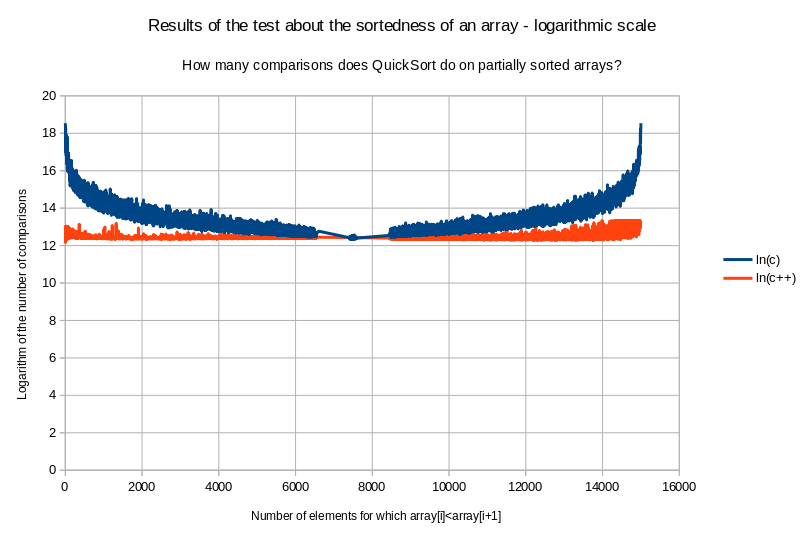 Results of the test about the sortedness of an array - logarithmic scale
How many comparisons does QuickSort do on partially sorted arrays?
Logarithm of the number of comparisons
20
18
16
14
12
10
8
6
4
2
0
0 2000 4000 6000 8000 10000 12000 14000 16000
Number of elements for which array[i]<array[i+1]
ln(c)
ln(c++)